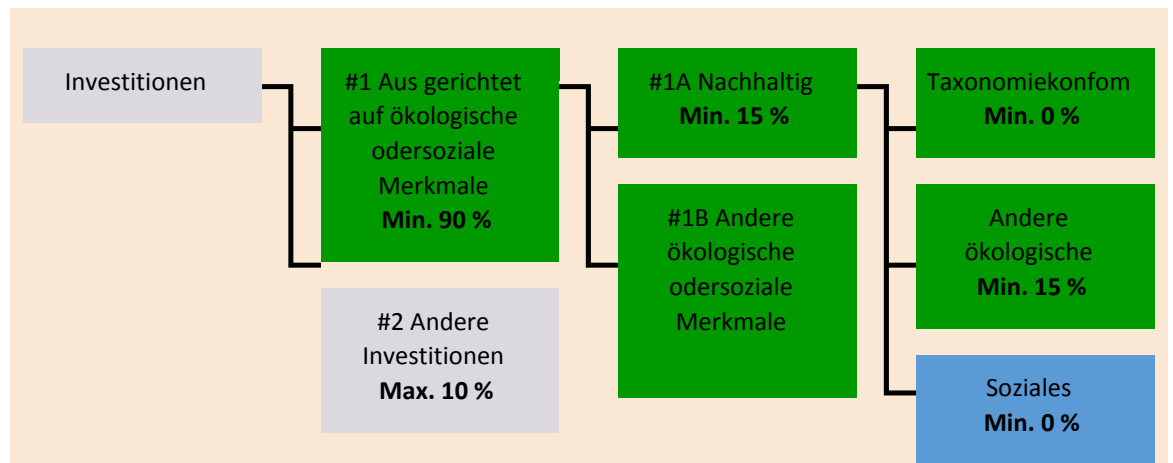 Investitionen
#1 Aus gerichtet
auf ökologische
odersoziale
Merkmale
Min. 90 %
#2 Andere
Investitionen
Max. 10 %
#1A Nachhaltig
Min. 15 %
#1B Andere
ökologische
odersoziale
Merkmale
Taxonomiekonfom
Min. 0 %
Andere
ökologische
Min. 15 %
Soziales
Min. 0 %